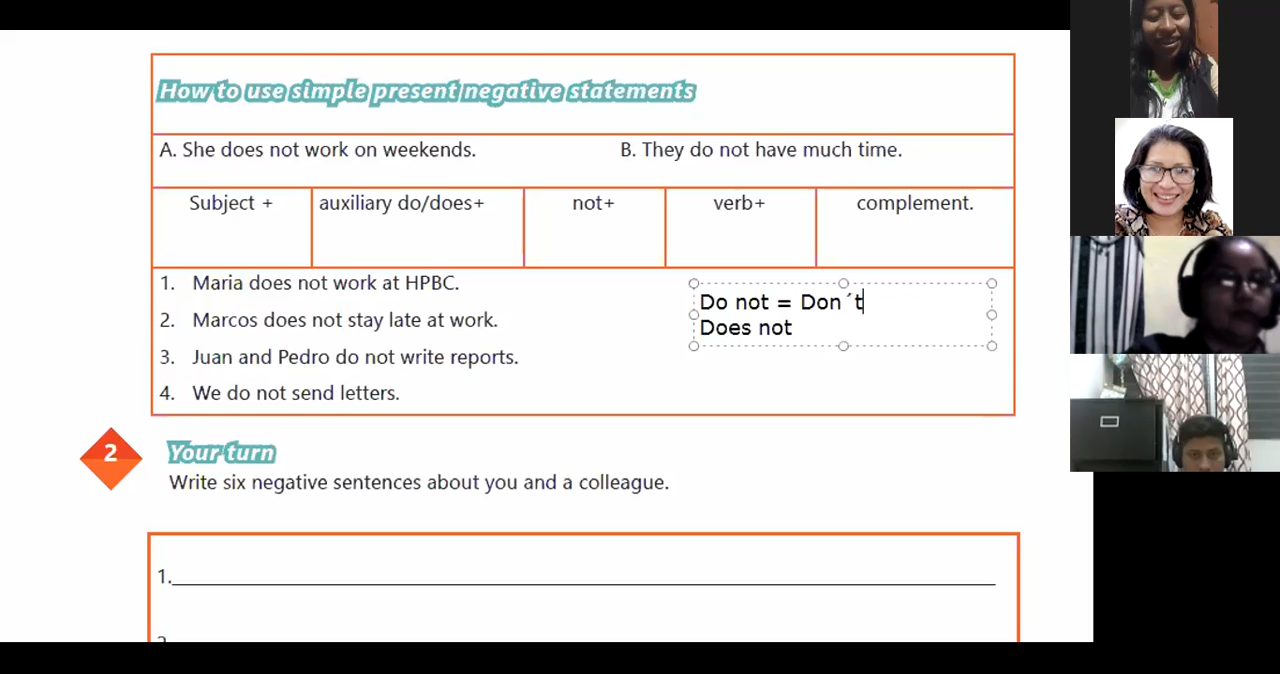 How to use simple present negative statements
A. She does not work on weekends. B. They do not have much time.
Subject + auxiliary do/does+ not+ verb+ complement.
1. Maria does not work at HPBC.
2. Marcos does not stay late at work.
3. Juan and Pedro do not write reports.
4. We do not send letters.
Do not = Don´t
Does not
2 Your turn
Write six negative sentences about you and a colleague.
1.